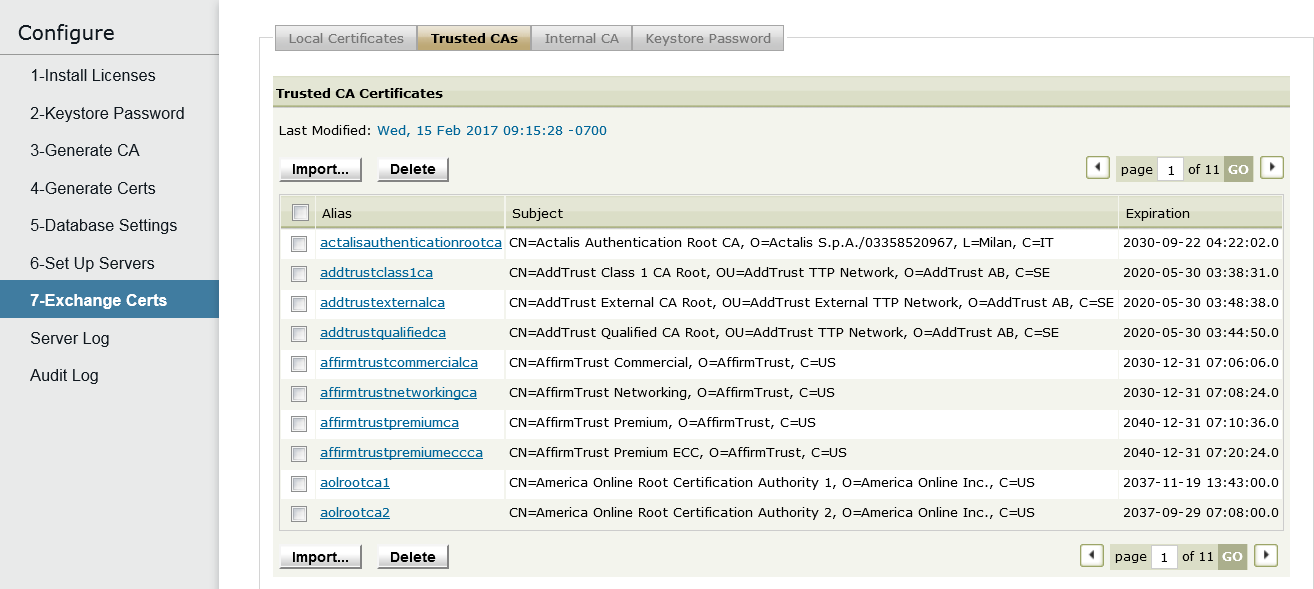 Configure
1-Install Licenses
2-Keystore Password
3-Generate CA
4-Generate Certs
5-Database Settings
6-Set Up Servers
7-Exchange Certs
Server Log
Audit Log
Local Certificates Trusted CAs Internal CA Keystore Password
Trusted CA Certificates
Last Modified: Wed, 15 Feb 2017 09:15:28 -0700
Import... Delete page 1 of 11 GO
Alias Subject Expiration
actalisauthenticationrootca CN=Actalis Authentication Root CA, O=Actalis S.p.A./03358520967, L=Milan, C=IT 2030-09-22 04:22:02.0
addtrustclass1ca CN=AddTrust Class 1 CA Root, OU=AddTrust TTP Network, O=AddTrust AB, C=SE 2020-05-30 03:38:31.0
addtrustexternalca CN=AddTrust External CA Root, OU=AddTrust External TTP Network, O=AddTrust AB, C=SE 2020-05-30 03:48:38.0
addtrustqualifiedca CN=AddTrust Qualified CA Root, OU=AddTrust TTP Network, O=AddTrust AB, C=SE 2020-05-30 03:44:50.0
affirmtrustcommercialca CN=AffirmTrust Commercial, O=AffirmTrust, C=US 2030-12-31 07:06:06.0
affirmtrustnetworkingca CN=AffirmTrust Networking, O=AffirmTrust, C=US 2030-12-31 07:08:24.0
affirmtrustpremiumca CN=AffirmTrust Premium, O=AffirmTrust, C=US 2040-12-31 07:10:36.0
affirmtrustpremiumeccca CN=AffirmTrust Premium ECC, O=AffirmTrust, C=US 2040-12-31 07:20:24.0
aolrootca1 CN=America Online Root Certification Authority 1, O=America Online Inc., C=US 2037-11-19 13:43:00.0
aolrootca2 CN=America Online Root Certification Authority 2, O=America Online Inc., C=US 2037-09-29 07:08:00.0
Import... Delete page 1 of 11 GO